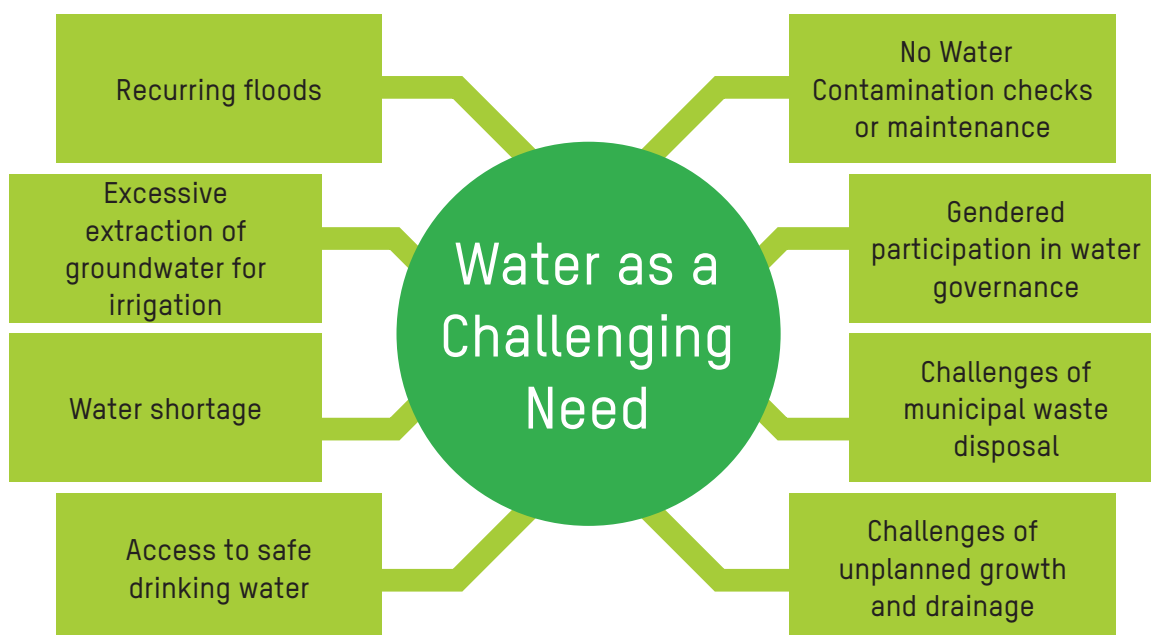 Recurring floods
Excessive
extraction of
groundwater for
irrigation
Water shortage
Access to safe
drinking water
Water as a
Challenging
Need
No Water
Contamination checks
or maintenance
Gendered
participation in water
governance
Challenges of
municipal waste
disposal
Challenges of
unplanned growth
and drainage